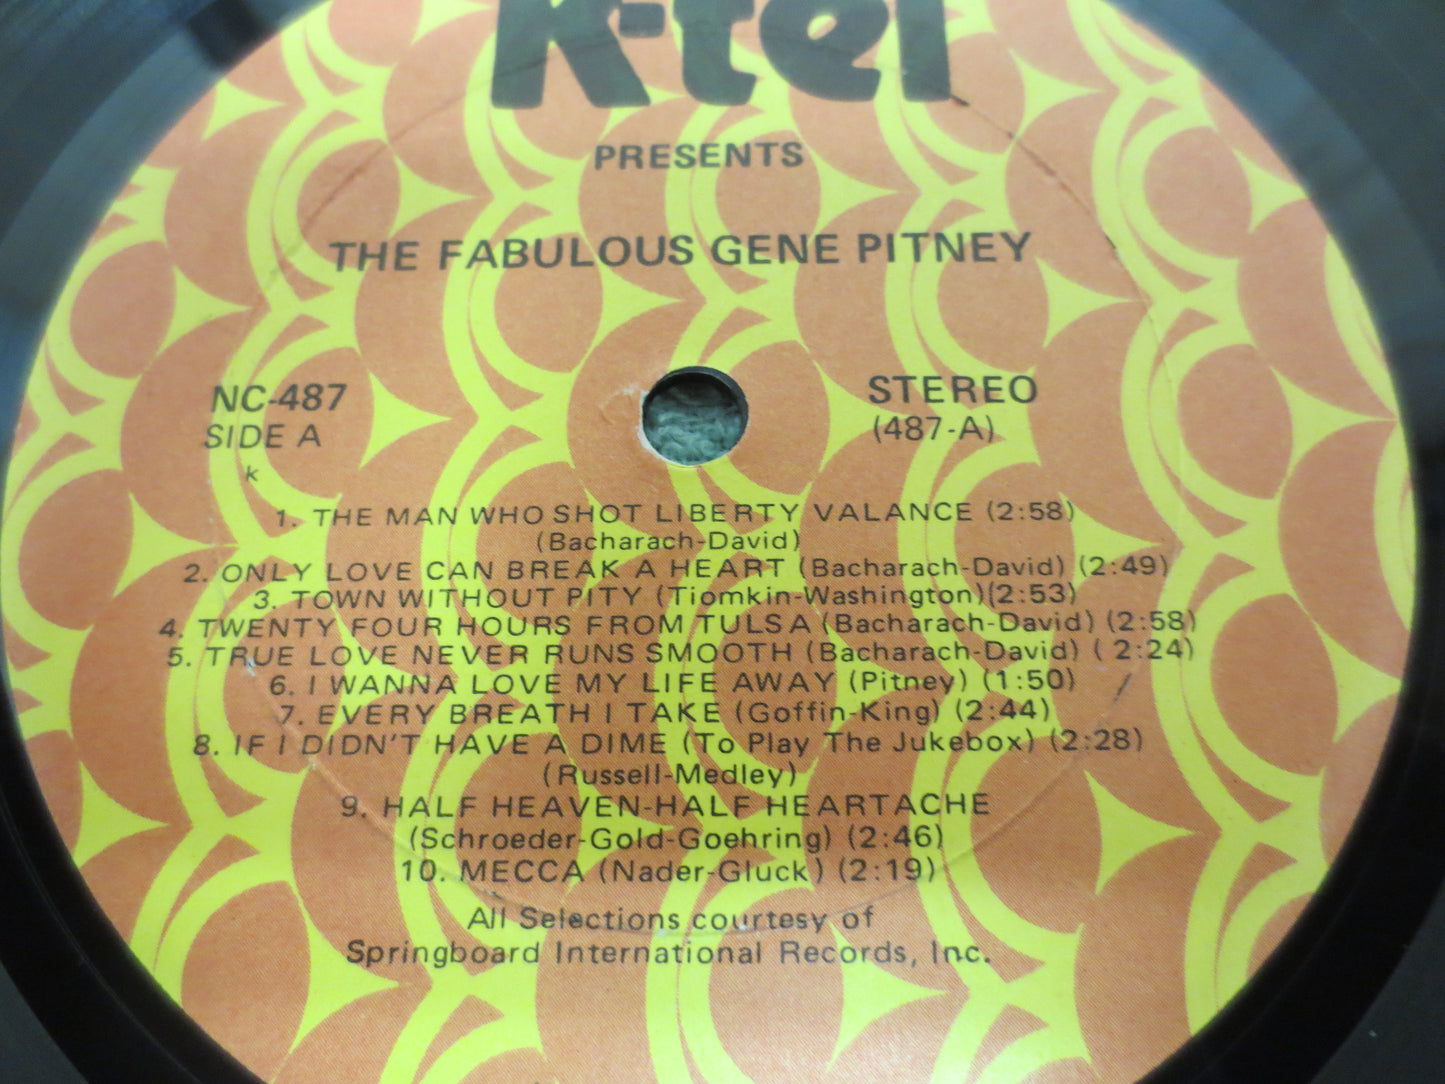 K-tel
PRESENTS
THE FABULOUS GENE PITNEY
NC-487
SIDE A
k
STEREO
(487-A)
1. THE MAN WHO SHOT LIBERTY VALANCE (2:58)
(Bacharach-David)
2. ONLY LOVE CAN BREAK A HEART (Bacharach-David) (2:49)
3. TOWN WITHOUT PITY (Tiomkin-Washington)(2:53)
4. TWENTY FOUR HOURS FROM TULSA (Bacharach-David) (2:58)
5. TRUE LOVE NEVER RUNS SMOOTH (Bacharach-David) ( 2:24)
6. I WANNA LOVE MY LIFE AWAY (Pitney) (1:50)
7. EVERY BREATH I TAKE (Goffin-King) (2:44)
8. IF I DIDN'T HAVE A DIME (To Play The Jukebox) (2:28)
(Russell-Medley)
9. HALF HEAVEN-HALF HEARTACHE
(Schroeder-Gold-Goehring) (2:46)
10. MECCA (Nader-Gluck) (2:19)
All Selections courtesy of
Springboard International Records, Inc.